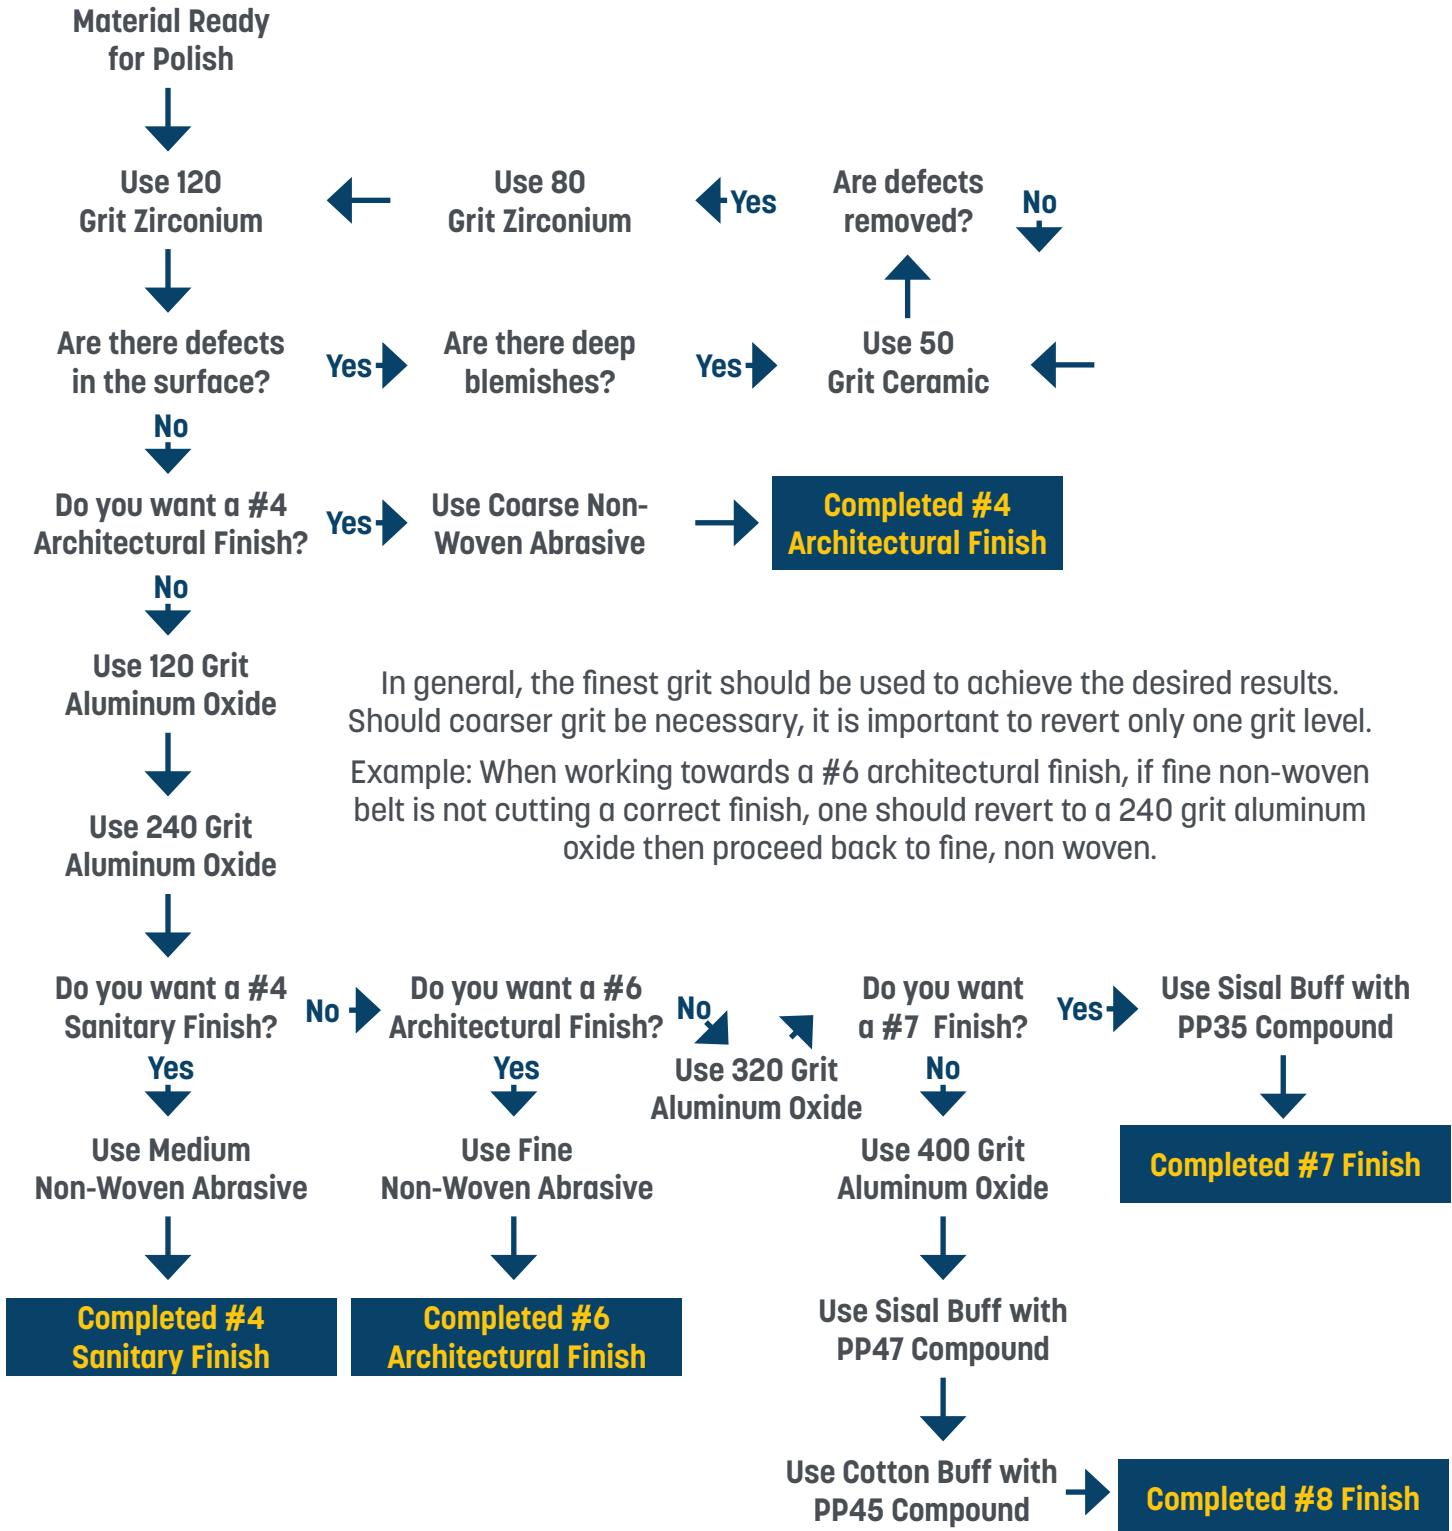 Material Ready
for Polish
Use 120
Grit Zirconium
Use 80
Grit Zirconium
Yes
Are defects
removed?
No
Are there defects
in the surface?
Yes
Are there deep
blemishes?
Yes
Use 50
Grit Ceramic
No
Do you want a #4
Architectural Finish?
Yes
Use Coarse Non-
Woven Abrasive
Completed #4
Architectural Finish
No
Use 120 Grit
Aluminum Oxide
In general, the finest grit should be used to achieve the desired results.
Should coarser grit be necessary, it is important to revert only one grit level.
Example: When working towards a #6 architectural finish, if fine non-woven
belt is not cutting a correct finish, one should revert to a 240 grit aluminum
oxide then proceed back to fine, non woven.
Use 240 Grit
Aluminum Oxide
Do you want a #4
Sanitary Finish?
No
Do you want a #6
Architectural Finish?
No
Use 320 Grit
Aluminum Oxide
Do you want
a #7 Finish?
Yes
Use Sisal Buff with
PP35 Compound
Yes
Yes
No
Use Medium
Non-Woven Abrasive
Use Fine
Non-Woven Abrasive
Use 400 Grit
Aluminum Oxide
Completed #7 Finish
Completed #4
Sanitary Finish
Completed #6
Architectural Finish
Use Sisal Buff with
PP47 Compound
Use Cotton Buff with
PP45 Compound
Completed #8 Finish